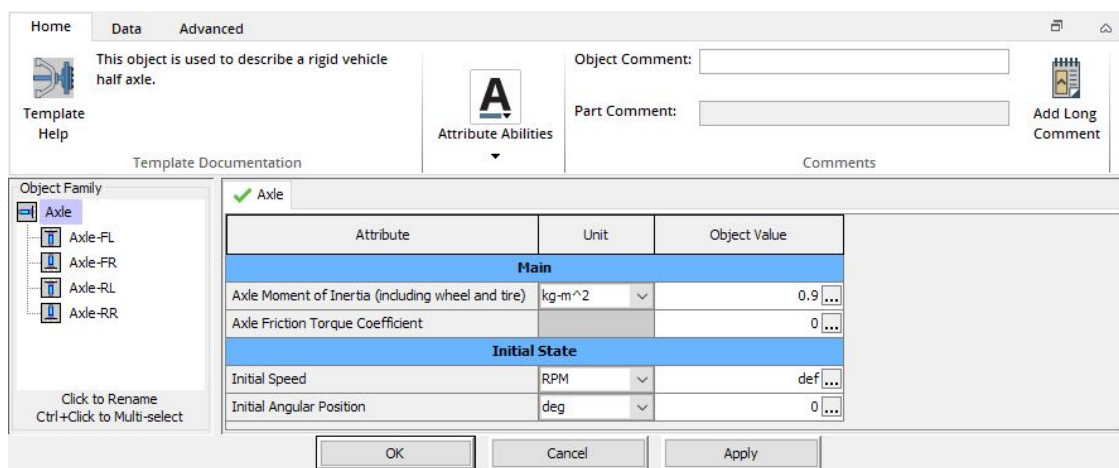 Home Data Advanced
This object is used to describe a rigid vehicle
half axle.
Template
Help
Template Documentation
A
Attribute Abilities
Object Comment:
Part Comment:
Add Long
Comment
Comments
Object Family
Axle
Axle-FL
Axle-FR
Axle-RL
Axle-RR
Click to Rename
Ctrl+Click to Multi-select
Axle
Attribute Unit Object Value
Main
Axle Moment of Inertia (including wheel and tire) kg-m^2 0.9 ...
Axle Friction Torque Coefficient 0 ...
Initial State
Initial Speed RPM def ...
Initial Angular Position deg 0 ...
OK Cancel Apply